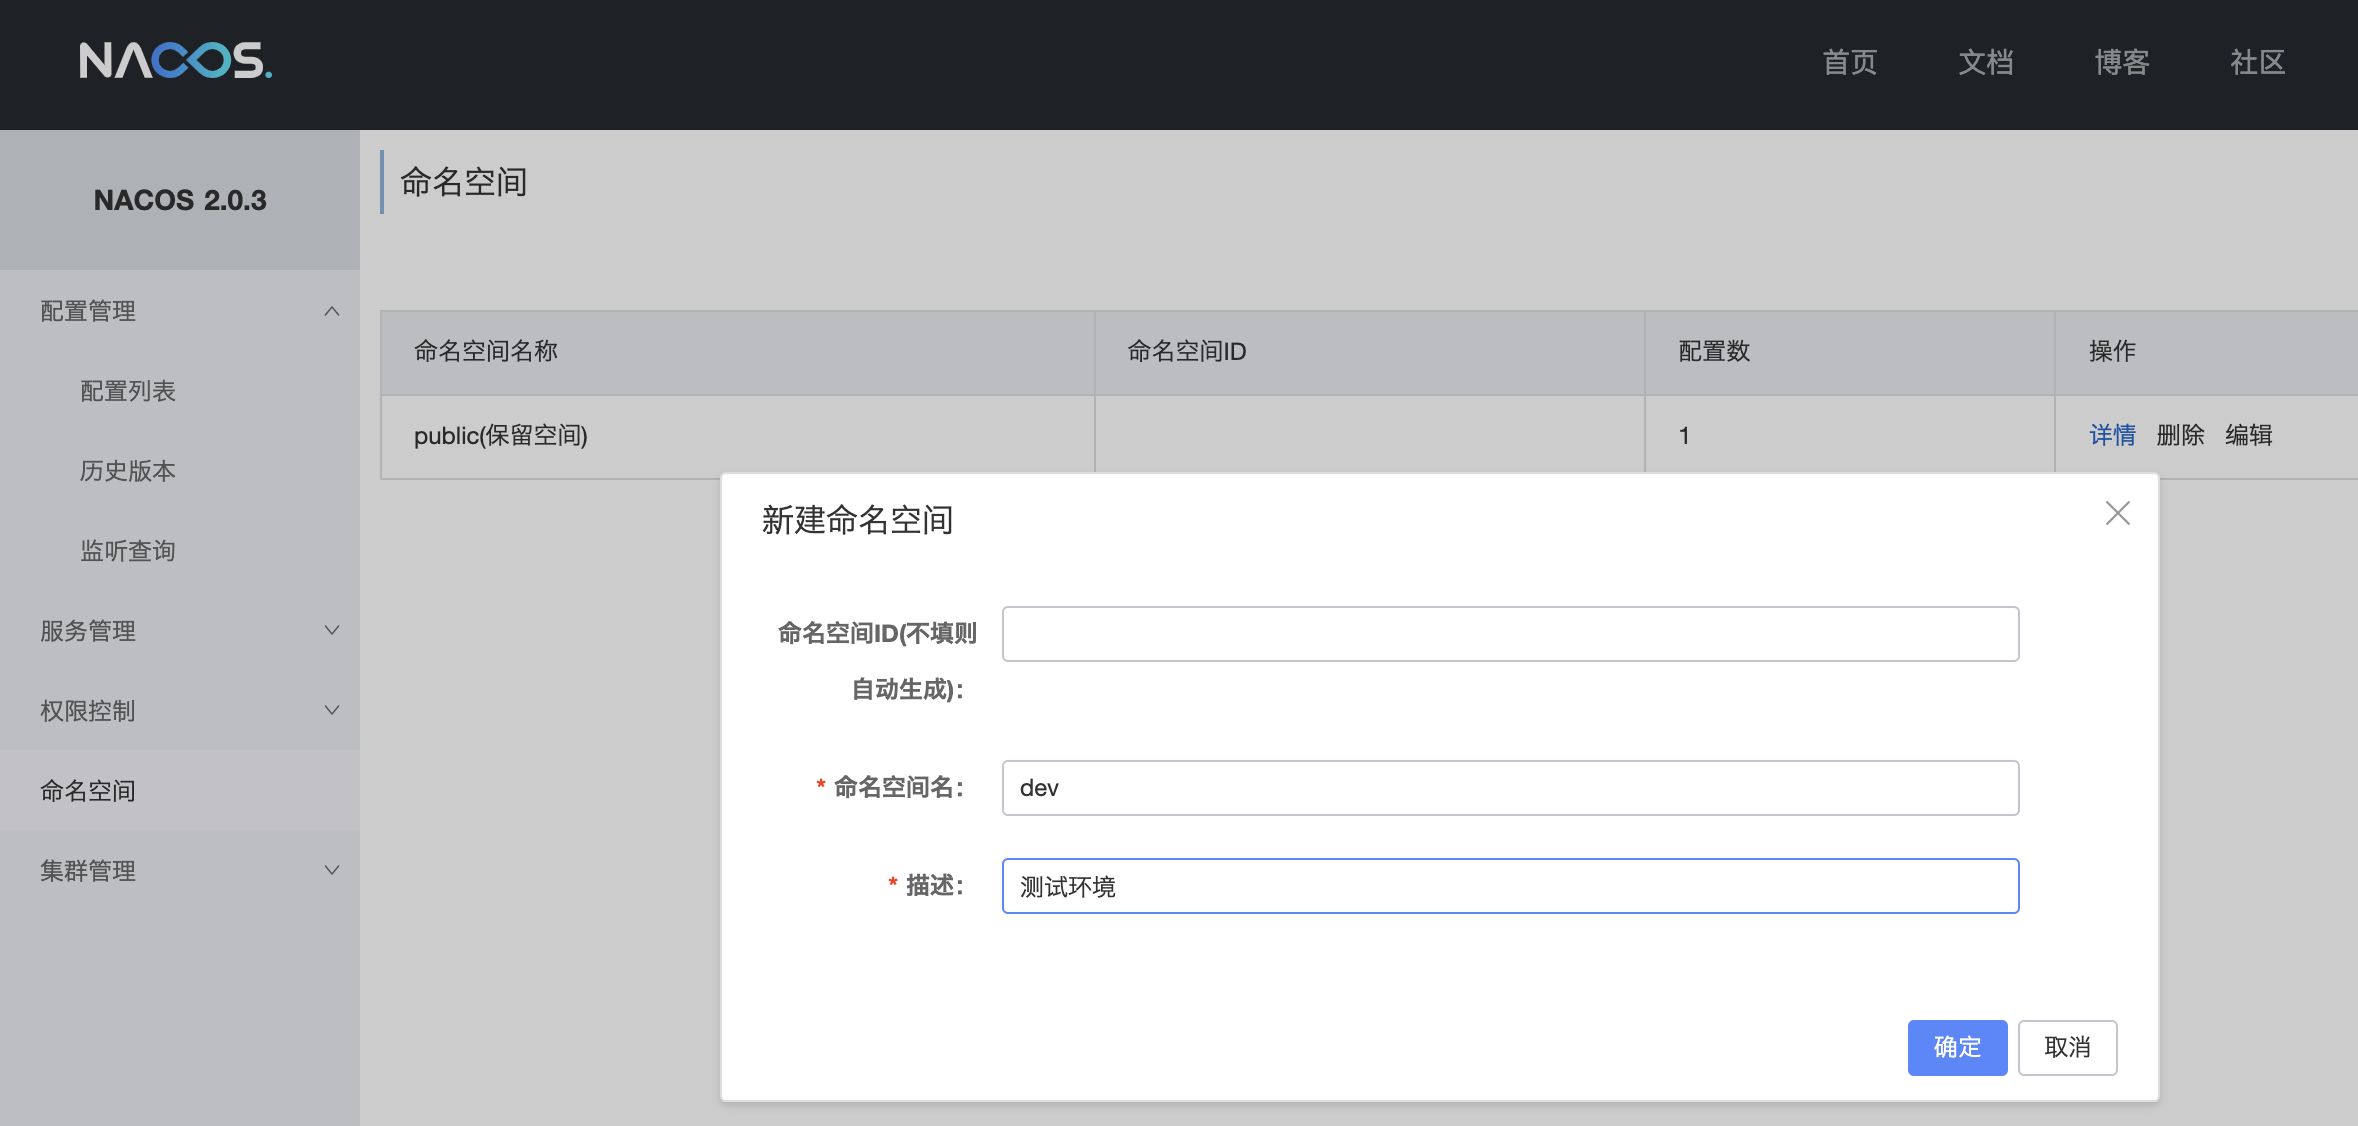 NACOS.
首页 文档 博客 社区
NACOS 2.0.3
配置管理
配置列表
历史版本
监听查询
服务管理
权限控制
命名空间
集群管理
命名空间
命名空间名称 命名空间ID 配置数 操作
public(保留空间) 1 详情 删除 编辑
新建命名空间
命名空间ID(不填则
自动生成):
* 命名空间名: dev
* 描述: 测试环境
确定 取消